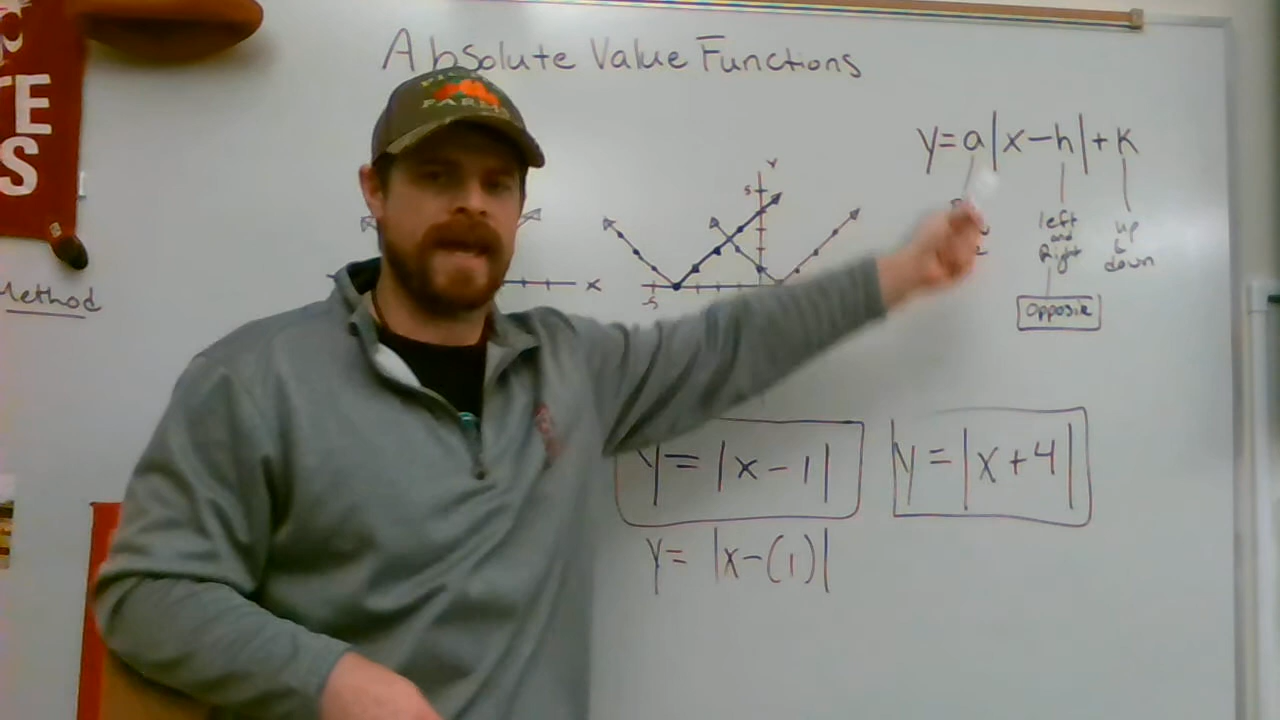 Absolute Value Functions
TE
S
FARMS
Method
y=a|x-h|+k
left
and
Right
up
&
down
Opposite
Y
5
X
-5
y=|x-1|
y=|x+4|
y=|x-(1)|